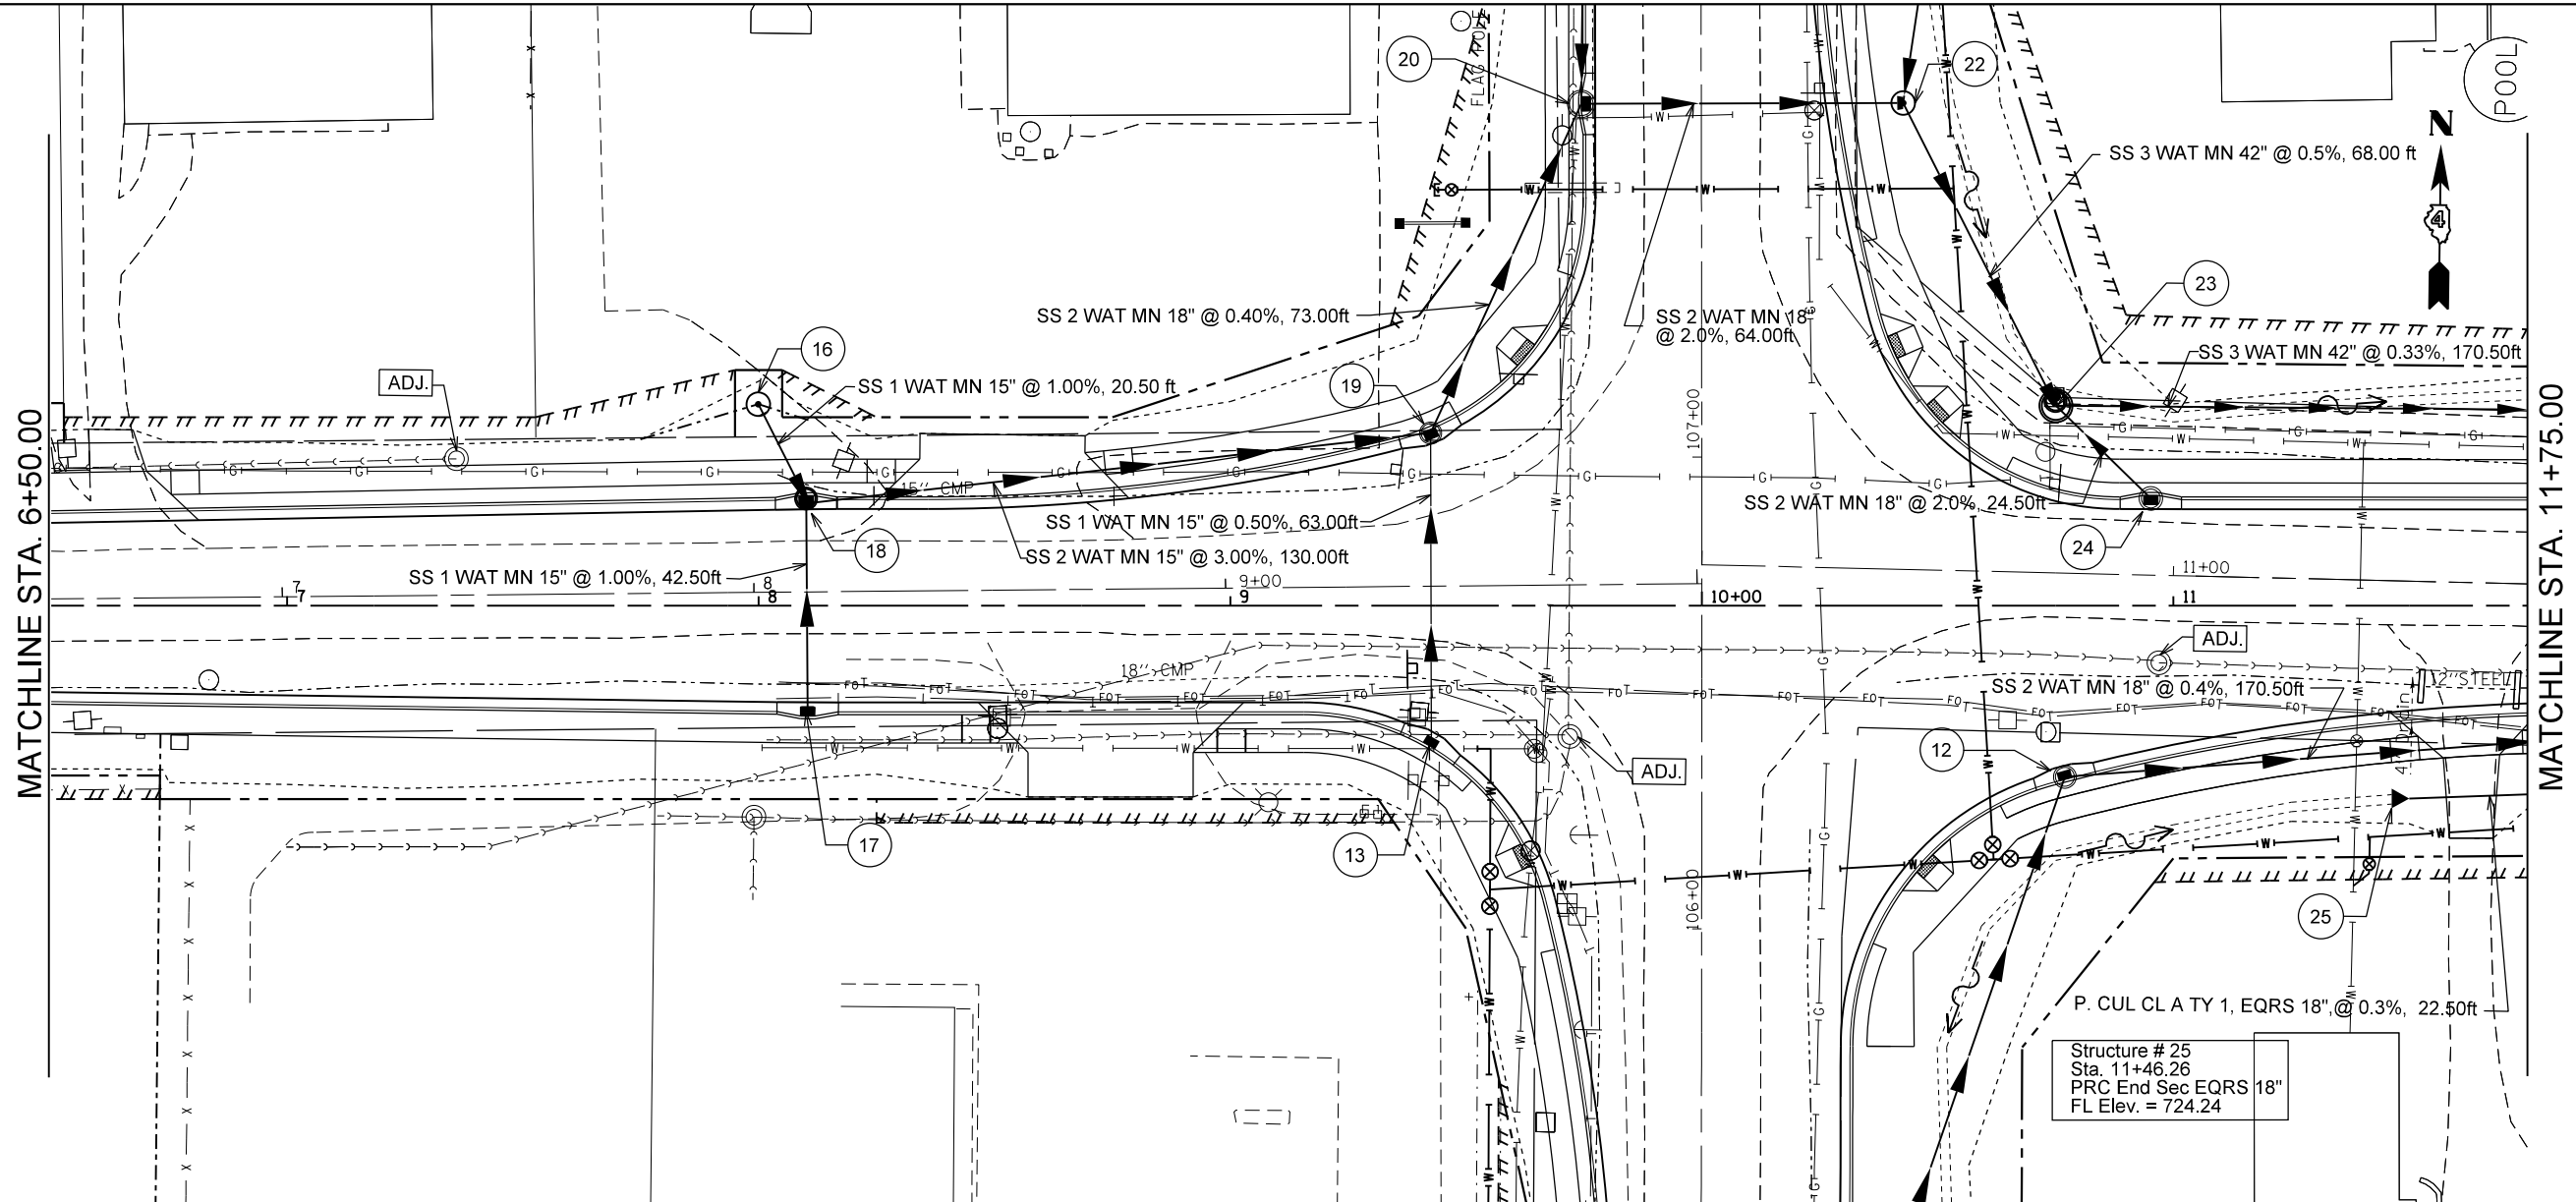 FLAG POLE
20
22
POOL
N
4
SS 3 WAT MN 42" @ 0.5%, 68.00 ft
23
SS 2 WAT MN 18" @ 0.40%, 73.00ft
SS 2 WAT MN 18"
@ 2.0%, 64.00ft
16
SS 3 WAT MN 42" @ 0.33%, 170.50ft
ADJ.
SS 1 WAT MN 15" @ 1.00%, 20.50 ft
19
107+00
MATCHLINE STA. 6+50.00
MATCHLINE STA. 11+75.00
15" CMP
SS 2 WAT MN 18" @ 2.0%, 24.50ft
SS 1 WAT MN 15" @ 0.50%, 63.00ft
18
24
SS 2 WAT MN 15" @ 3.00%, 130.00ft
SS 1 WAT MN 15" @ 1.00%, 42.50ft
7
8
9+00
11+00
7
8
9
10+00
11
ADJ.
18" CMP
SS 2 WAT MN 18" @ 0.4%, 170.50ft
2" STEEL
12
ADJ.
17
13
106+00
25
P. CUL CL A TY 1, EQRS 18",@ 0.3%, 22.50ft
Structure # 25
Sta. 11+46.26
PRC End Sec EQRS 18"
FL Elev. = 724.24